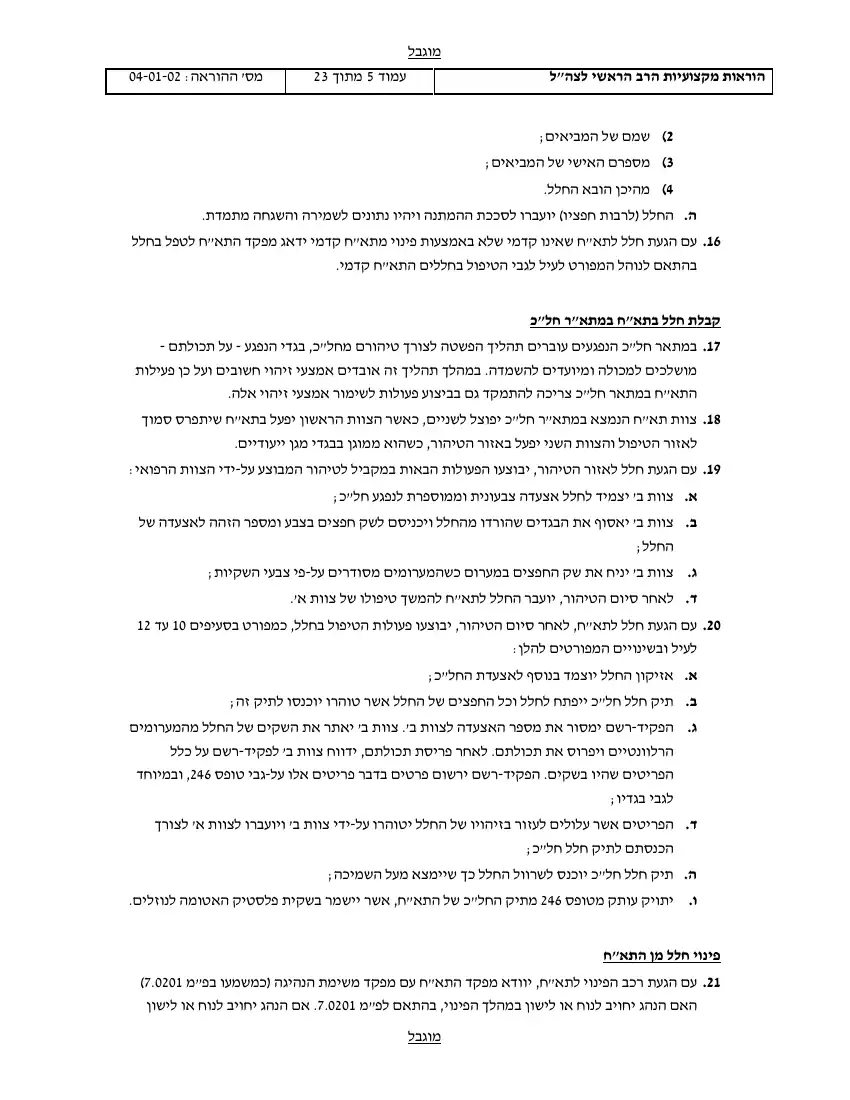 מוגבל
הוראות מקצועיות הרב הראשי לצה״ל עמוד 5 מתוך 23 מס׳ ההוראה: 04-01-02
2) שמם של המביאים;
3) מספרם האישי של המביאים;
4) מהיכן הובא החלל.
ה. החלל (לרבות חפציו) יועברו לסככת ההמתנה ויהיו נתונים לשמירה והשגחה מתמדת.
16. עם הגעת חלל לתא״ח שאינו קדמי שלא באמצעות פינוי מתא״ח קדמי ידאג מפקד התא״ח לטפל בחלל
בהתאם לנוהל המפורט לעיל לגבי הטיפול בחללים התא״ח קדמי.
קבלת חלל בתא״ח במתא״ר חל״כ
17. במתאר חל״כ הנפגעים עוברים תהליך הפשטה לצורך טיהורם מחל״כ, בגדי הנפגע - על תכולתם -
מושלכים למכולה ומיועדים להשמדה. במהלך תהליך זה אובדים אמצעי זיהוי חשובים ועל כן פעילות
התא״ח במתאר חל״כ צריכה להתמקד גם בביצוע פעולות לשימור אמצעי זיהוי אלה.
18. צוות תא״ח הנמצא במתא״ר חל״כ יפוצל לשניים, כאשר הצוות הראשון יפעל בתא״ח שיתפרס סמוך
לאזור הטיפול והצוות השני יפעל באזור הטיהור, כשהוא ממוגן בבגדי מגן ייעודיים.
19. עם הגעת חלל לאזור הטיהור, יבוצעו הפעולות הבאות במקביל לטיהור המבוצע על-ידי הצוות הרפואי:
א. צוות ב׳ יצמיד לחלל אצעדה צבעונית וממוספרת לנפגע חל״כ;
ב. צוות ב׳ יאסוף את הבגדים שהורדו מהחלל ויכניסם לשק חפצים בצבע ומספר הזהה לאצעדה של
החלל;
ג. צוות ב׳ יניח את שק החפצים במערום כשהמערומים מסודרים על-פי צבעי השקיות;
ד. לאחר סיום הטיהור, יועבר החלל לתא״ח להמשך טיפולו של צוות א׳.
20. עם הגעת חלל לתא״ח, לאחר סיום הטיהור, יבוצעו פעולות הטיפול בחלל, כמפורט בסעיפים 10 עד 12
לעיל ובשינויים המפורטים להלן:
א. אזיקון החלל יוצמד בנוסף לאצעדת החל״כ;
ב. תיק חלל חל״כ ייפתח לחלל וכל החפצים של החלל אשר טוהרו יוכנסו לתיק זה;
ג. הפקיד-רשם ימסור את מספר האצעדה לצוות ב׳. צוות ב׳ יאתר את השקים של החלל מהמערומים
הרלוונטיים ויפרוס את תכולתם. לאחר פריסת תכולתם, ידווח צוות ב׳ לפקיד-רשם על כלל
הפריטים שהיו בשקים. הפקיד-רשם ירשום פרטים בדבר פריטים אלו על-גבי טופס 246, ובמיוחד
לגבי בגדיו;
ד. הפריטים אשר עלולים לעזור בזיהויו של החלל יטוהרו על-ידי צוות ב׳ ויועברו לצוות א׳ לצורך
הכנסתם לתיק חלל חל״כ;
ה. תיק חלל חל״כ יוכנס לשרוול החלל כך שיימצא מעל השמיכה;
ו. יתויק עותק מטופס 246 מתיק החל״כ של התא״ח, אשר יישמר בשקית פלסטיק האטומה לנוזלים.
פינוי חלל מן התא״ח
21. עם הגעת רכב הפינוי לתא״ח, יוודא מפקד התא״ח עם מפקד משימת הנהיגה (כמשמעו בפ״מ 7.0201)
האם הנהג יחויב לנוח או לישון במהלך הפינוי, בהתאם לפ״מ 7.0201. אם הנהג יחויב לנוח או לישון
מוגבל